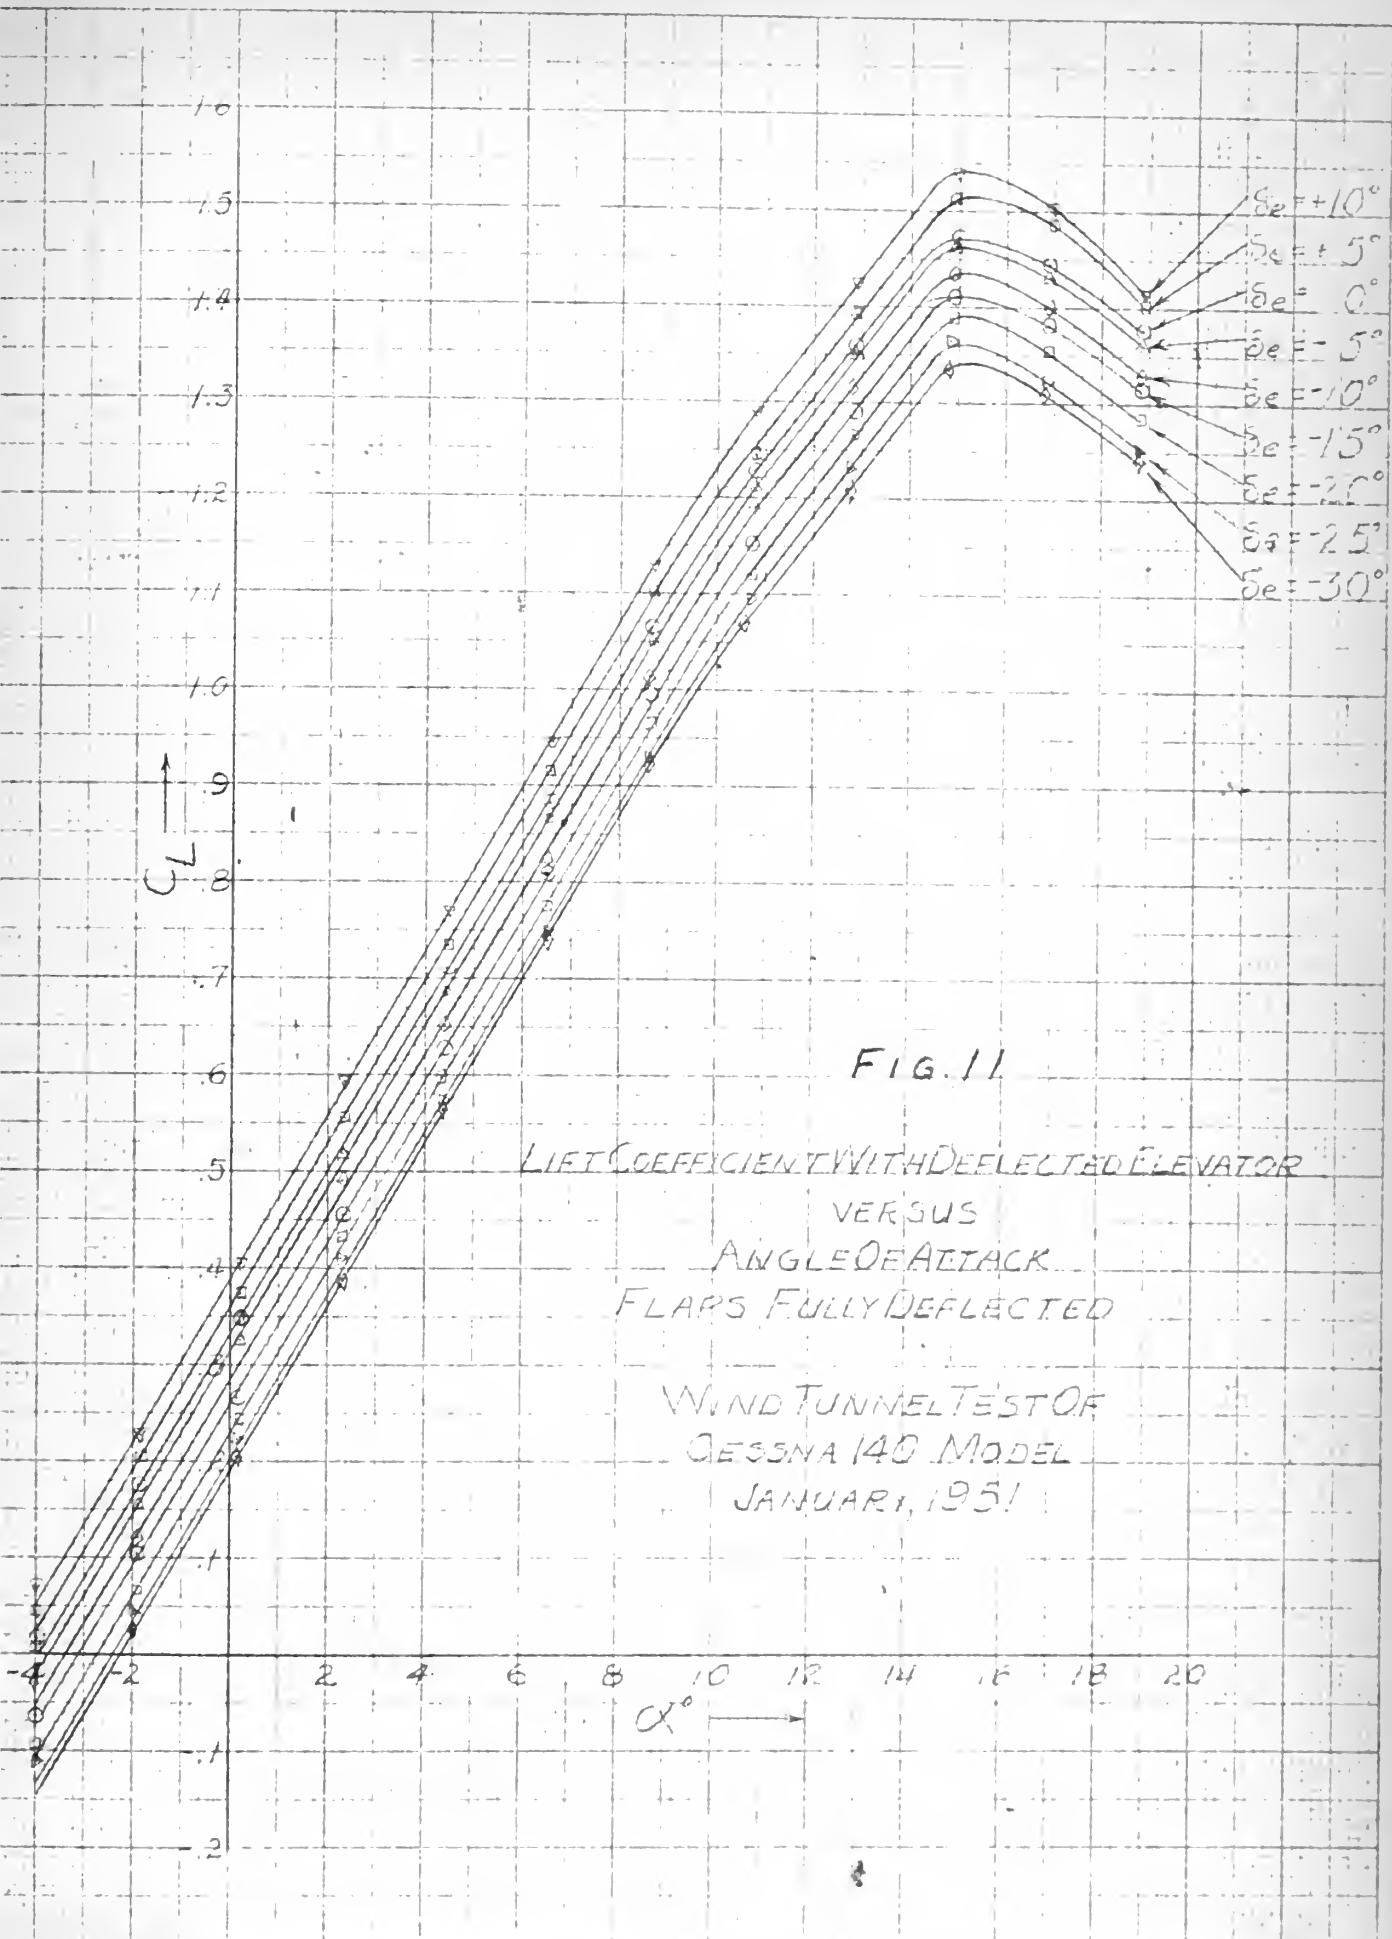 1.6
1.5
1.4
1.3
1.2
1.1
1.0
.9
.8
.7
.6
.5
.4
.1
-4 -2 2 4 6 8 10 12 14 16 18 20
.1
.2
CL
α°
δe = +10°
δe = + 5°
δe = 0°
δe = - 5°
δe = -10°
δe = -15°
δe = -20°
δe = -25°
δe = -30°
FIG. 11
LIFT COEFFICIENT WITH DEFLECTED ELEVATOR
VERSUS
ANGLE OF ATTACK
FLAPS FULLY DEFLECTED
WIND TUNNEL TEST OF
CESSNA 140 MODEL
JANUARY, 1951